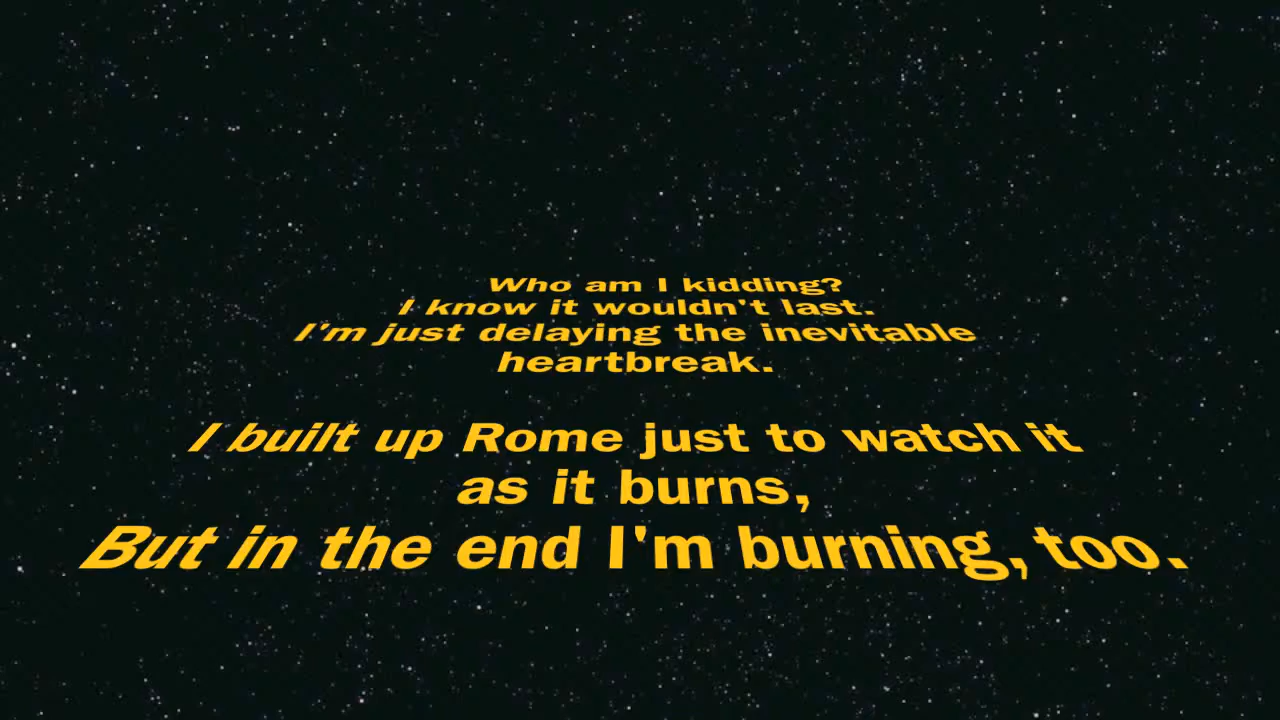 Who am I kidding?
I know it wouldn't last.
I'm just delaying the inevitable
heartbreak.
I built up Rome just to watch it
as it burns,
But in the end I'm burning, too.